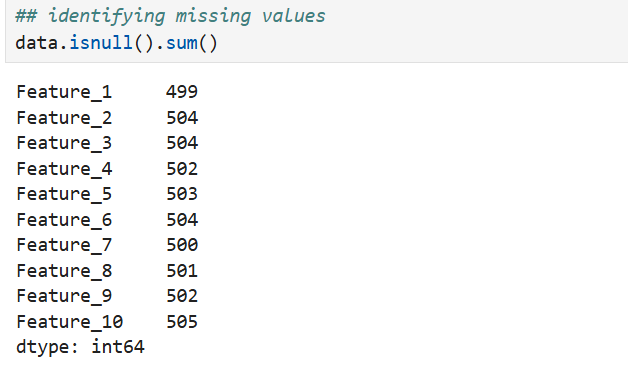 ## identifying missing values
data.isnull().sum()
Feature_1     499
Feature_2     504
Feature_3     504
Feature_4     502
Feature_5     503
Feature_6     504
Feature_7     500
Feature_8     501
Feature_9     502
Feature_10    505
dtype: int64